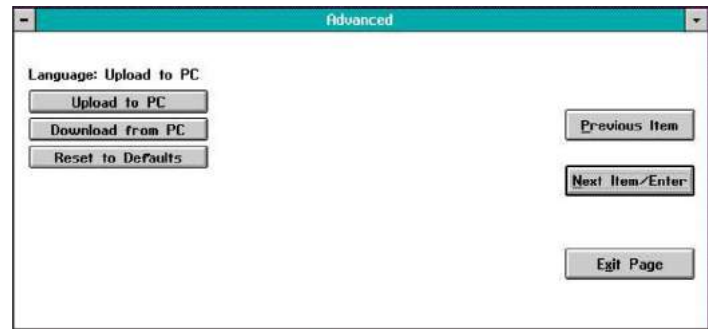 Advanced
Language: Upload to PC
Upload to PC
Download from PC
Reset to Defaults
Previous Item
Next Item/Enter
Exit Page